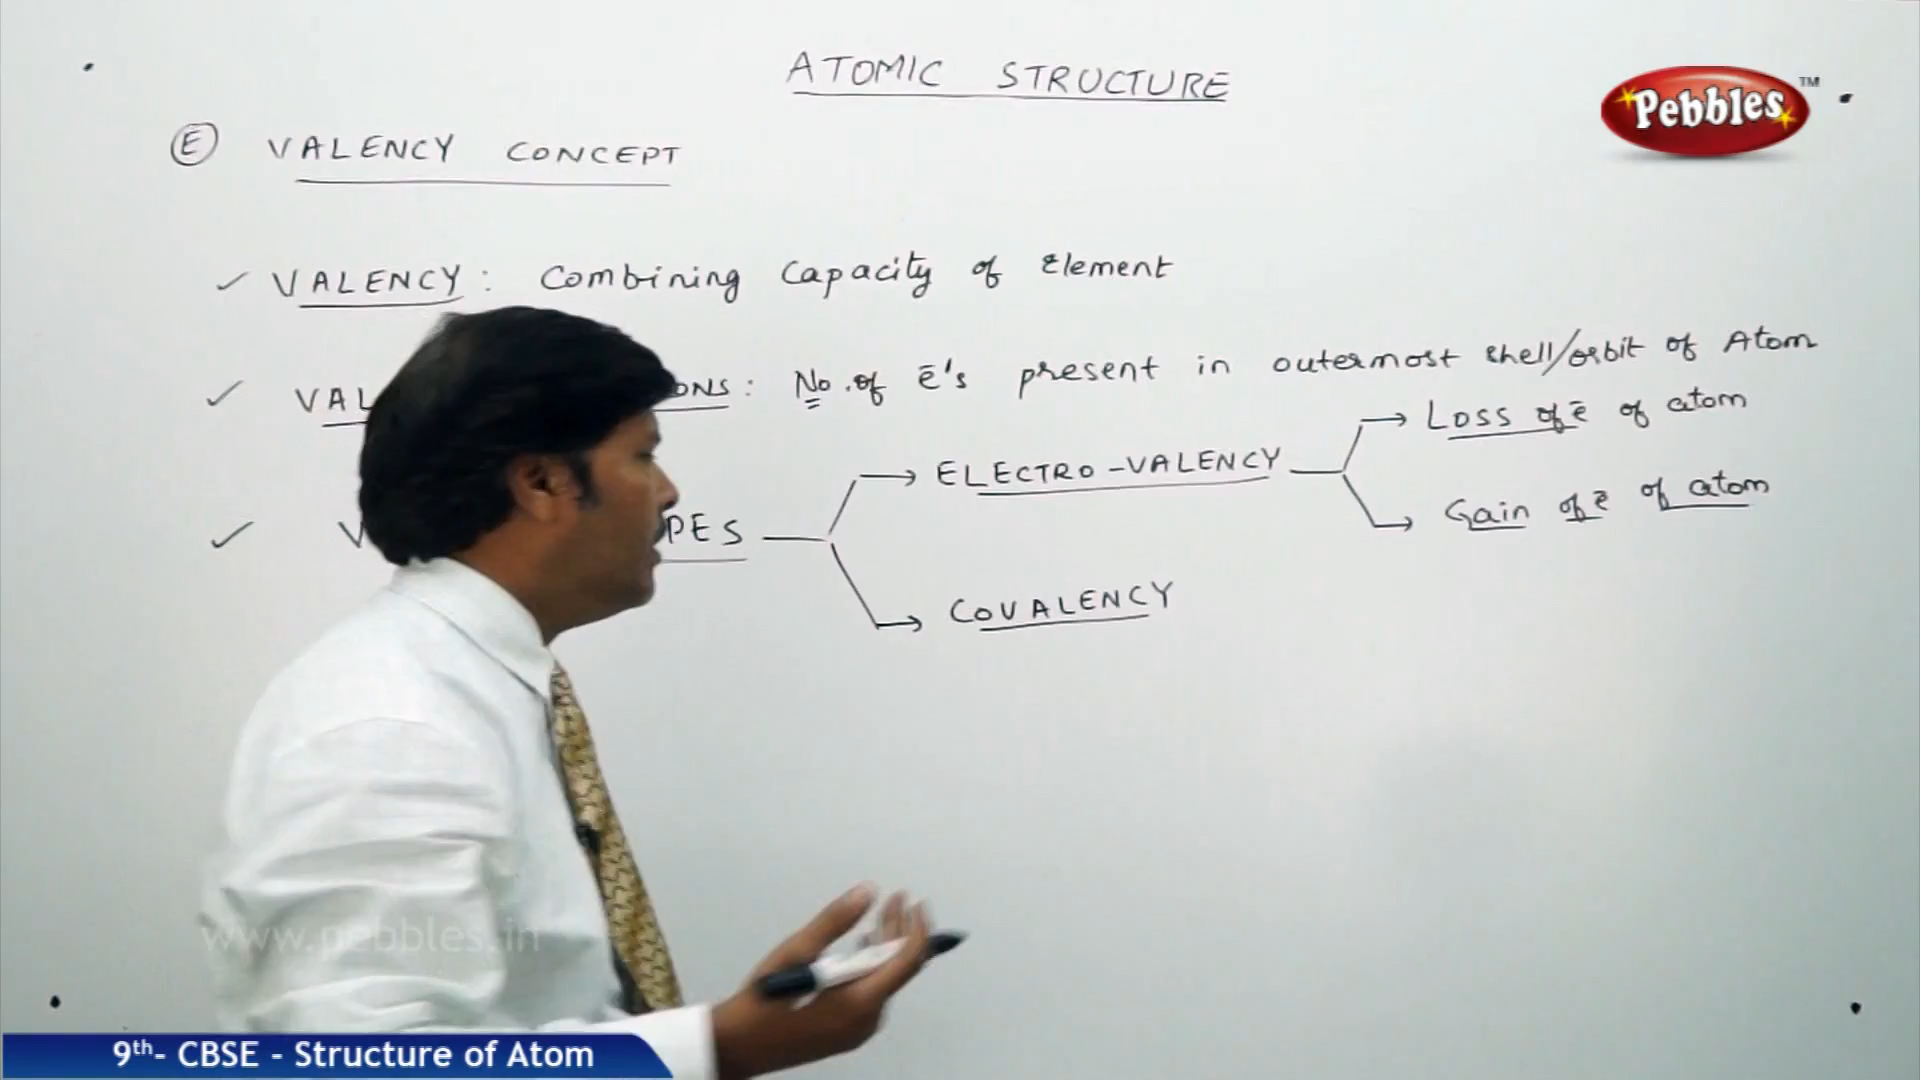 ATOMIC STRUCTURE
Pebbles TM
E VALENCY CONCEPT
✓ VALENCY : Combining Capacity of Element
✓ VAL ONS : No. of ē's present in outermost shell/orbit of Atom
→ ELECTRO-VALENCY → Loss of ē of atom
→ Gain of ē of atom
✓ V PES
→ COVALENCY
www.pebbles.in
9th- CBSE - Structure of Atom